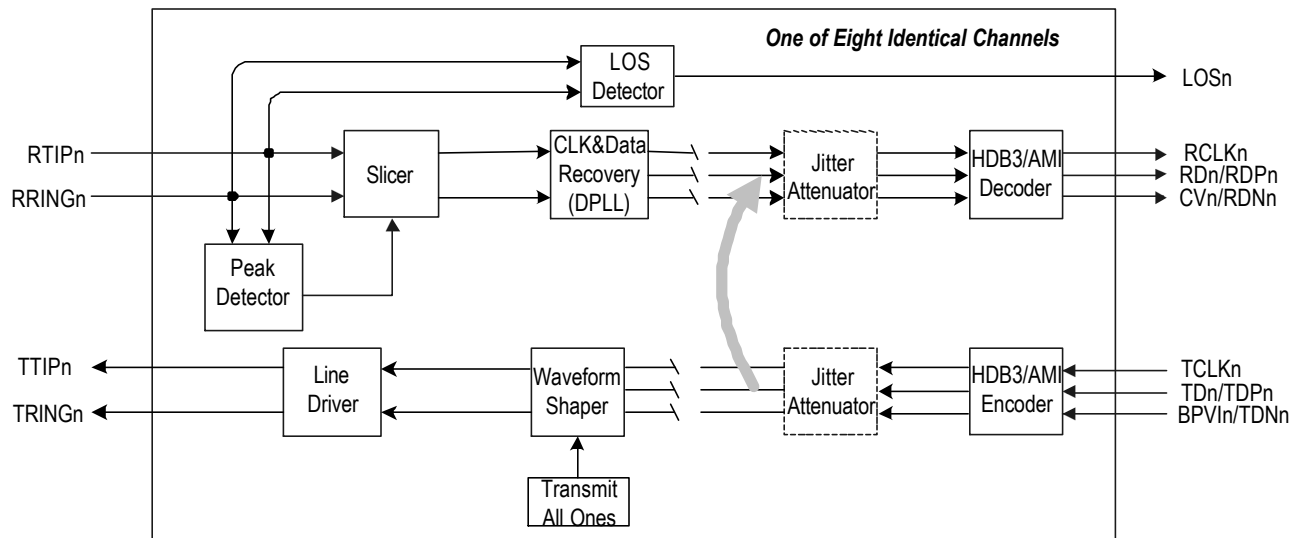 One of Eight Identical Channels
LOS
Detector
LOSn
RTIPn
RRINGn
Slicer
CLK&Data
Recovery
(DPLL)
Jitter
Attenuator
HDB3/AMI
Decoder
RCLKn
RDn/RDPn
CVn/RDNn
Peak
Detector
TTIPn
TRINGn
Line
Driver
Waveform
Shaper
Jitter
Attenuator
HDB3/AMI
Encoder
TCLKn
TDn/TDPn
BPVIn/TDNn
Transmit
All Ones